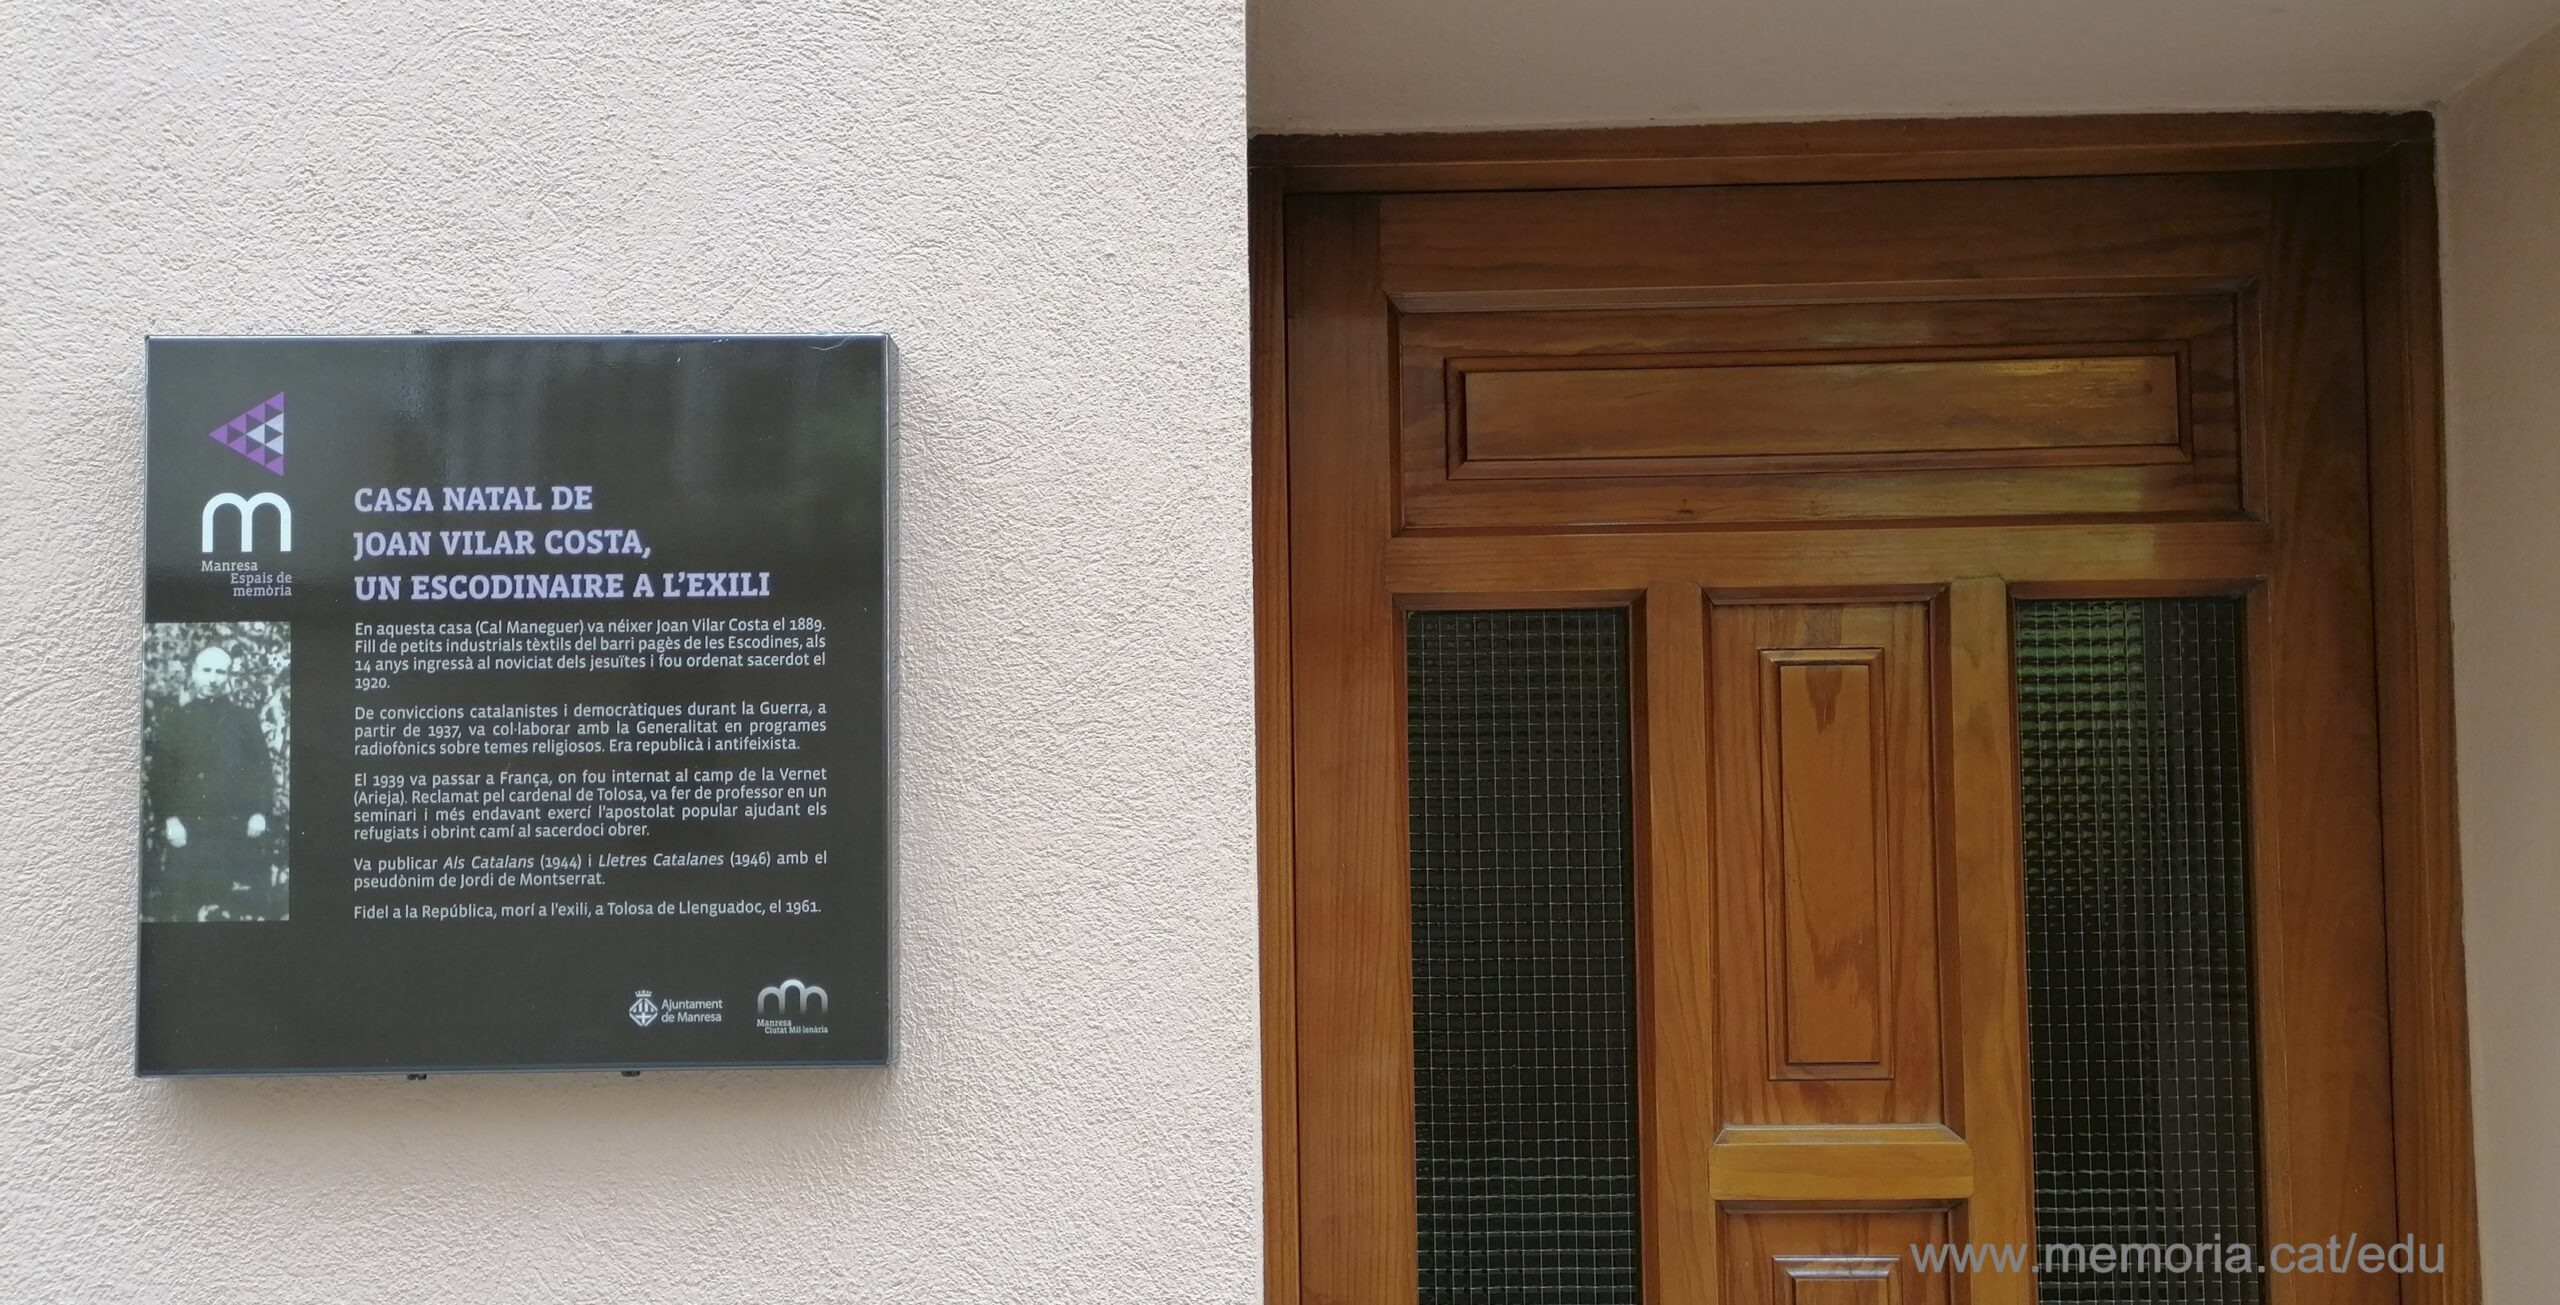 Manresa
Espais de
memòria
CASA NATAL DE
JOAN VILAR COSTA,
UN ESCODINAIRE A L'EXILI
En aquesta casa (Cal Maneguer) va néixer Joan Vilar Costa el 1889.
Fill de petits industrials tèxtils del barri pagès de les Escodines, als
14 anys ingressà al noviciat dels jesuïtes i fou ordenat sacerdot el
1920.
De conviccions catalanistes i democràtiques durant la Guerra, a
partir de 1937, va col·laborar amb la Generalitat en programes
radiofònics sobre temes religiosos. Era republicà i antifeixista.
El 1939 va passar a França, on fou internat al camp de la Vernet
(Arieja). Reclamat pel cardenal de Tolosa, va fer de professor en un
seminari i més endavant exercí l'apostolat popular ajudant els
refugiats i obrint camí al sacerdoci obrer.
Va publicar Als Catalans (1944) i Lletres Catalanes (1946) amb el
pseudònim de Jordi de Montserrat.
Fidel a la República, morí a l'exili, a Tolosa de Llenguadoc, el 1961.
Ajuntament
de Manresa
Manresa
Ciutat Mil·lenària
www.memoria.cat/edu